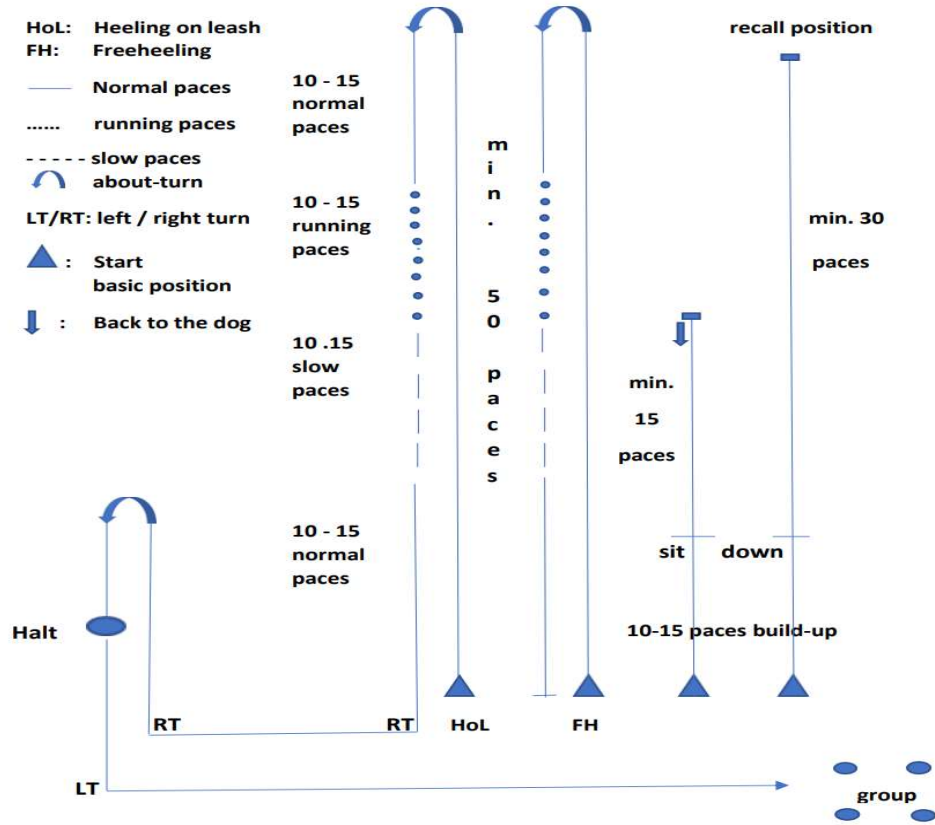 HoL: Heeling on leash
FH: Freeheeling
Normal paces
...... running paces
- - - - - slow paces
about-turn
LT/RT: left / right turn
: Start
basic position
: Back to the dog
10 - 15
normal
paces
10 - 15
running
paces
10 .15
slow
paces
10 - 15
normal
paces
min. 50 paces
recall position
min. 30
paces
min.
15
paces
sit down
10-15 paces build-up
Halt
RT RT HoL FH
LT
group